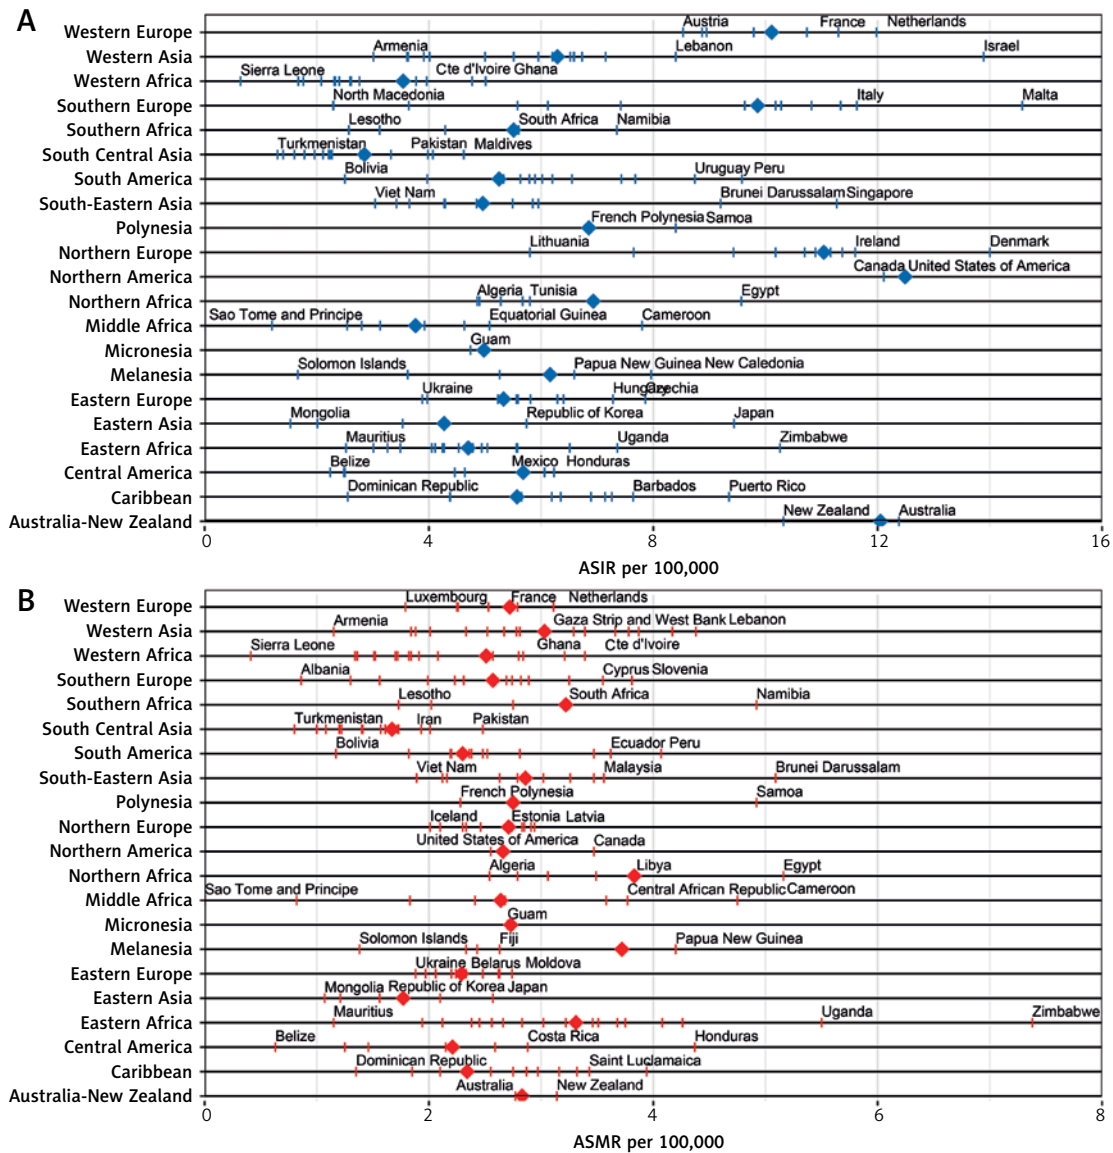 A
Western Europe Austria France Netherlands
Western Asia Armenia Lebanon Israel
Western Africa Sierra Leone Cte d'Ivoire Ghana
Southern Europe North Macedonia Italy Malta
Southern Africa Lesotho South Africa Namibia
South Central Asia Turkmenistan Pakistan Maldives
South America Bolivia Uruguay Peru
South-Eastern Asia Viet Nam Brunei Darussalam Singapore
Polynesia French Polynesia Samoa
Northern Europe Lithuania Ireland Denmark
Northern America Canada United States of America
Northern Africa Algeria Tunisia Egypt
Middle Africa Sao Tome and Principe Equatorial Guinea Cameroon
Micronesia Guam
Melanesia Solomon Islands Papua New Guinea New Caledonia
Eastern Europe Ukraine Hungary Czechia
Eastern Asia Mongolia Republic of Korea Japan
Eastern Africa Mauritius Uganda Zimbabwe
Central America Belize Mexico Honduras
Caribbean Dominican Republic Barbados Puerto Rico
Australia-New Zealand New Zealand Australia
0 4 8 12 16
ASIR per 100,000
B
Western Europe Luxembourg France Netherlands
Western Asia Armenia Gaza Strip and West Bank Lebanon
Western Africa Sierra Leone Ghana Cte d'Ivoire
Southern Europe Albania Cyprus Slovenia
Southern Africa Lesotho South Africa Namibia
South Central Asia Turkmenistan Iran Pakistan
South America Bolivia Ecuador Peru
South-Eastern Asia Viet Nam Malaysia Brunei Darussalam
Polynesia French Polynesia Samoa
Northern Europe Iceland Estonia Latvia
Northern America United States of America Canada
Northern Africa Algeria Libya Egypt
Middle Africa Sao Tome and Principe Central African Republic Cameroon
Micronesia Guam
Melanesia Solomon Islands Fiji Papua New Guinea
Eastern Europe Ukraine Belarus Moldova
Eastern Asia Mongolia Republic of Korea Japan
Eastern Africa Mauritius Uganda Zimbabwe
Central America Belize Costa Rica Honduras
Caribbean Dominican Republic Saint Lucia Jamaica
Australia-New Zealand Australia New Zealand
0 2 4 6 8
ASMR per 100,000